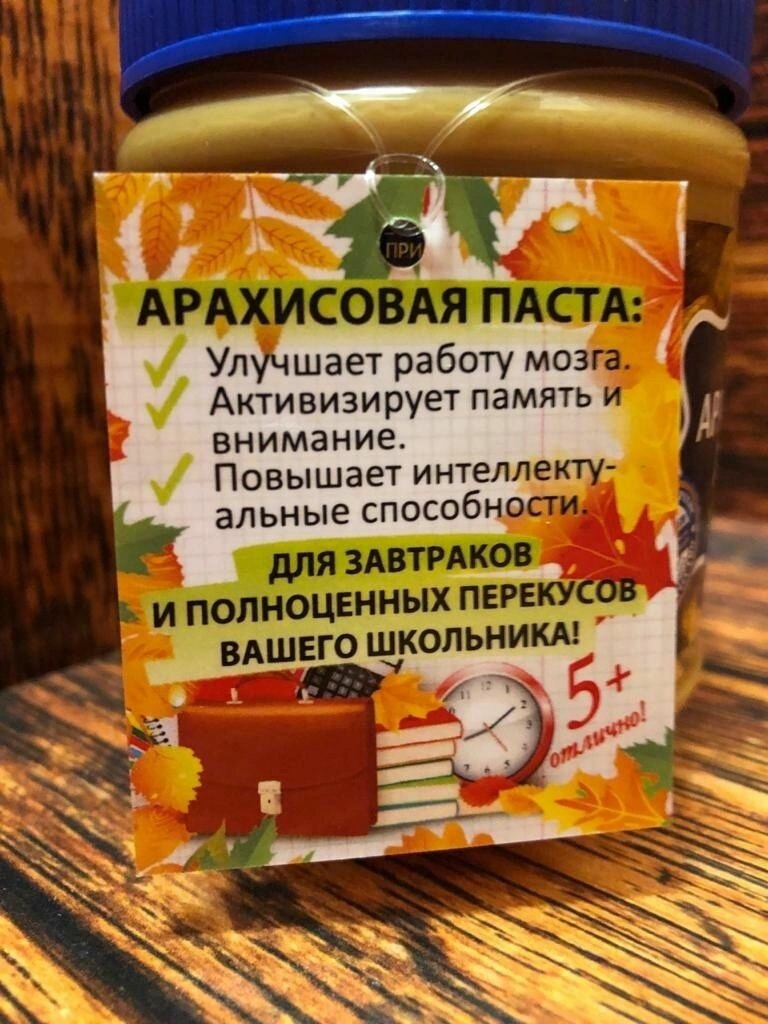 ПРИ
АРАХИСОВАЯ ПАСТА:
Улучшает работу мозга.
Активизирует память и
внимание.
Повышает интеллекту-
альные способности.
ДЛЯ ЗАВТРАКОВ
И ПОЛНОЦЕННЫХ ПЕРЕКУСОВ
ВАШЕГО ШКОЛЬНИКА!
5+
отлично!
АР